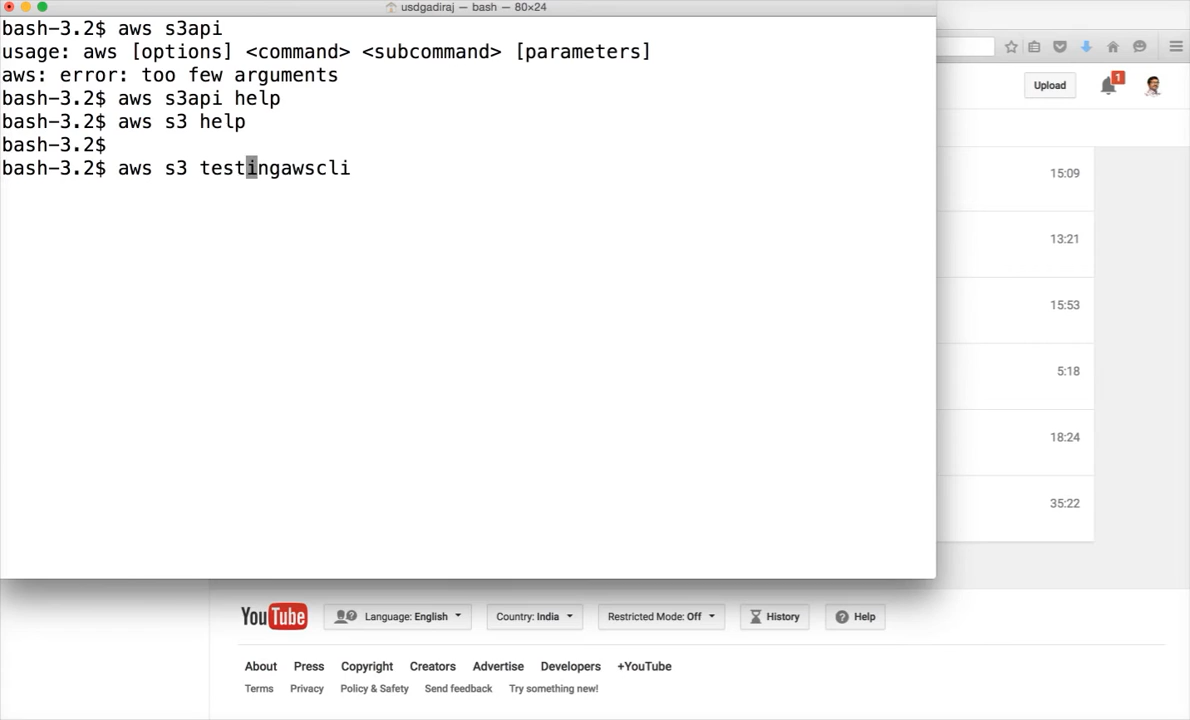 usdgadiraj — bash — 80×24
bash-3.2$ aws s3api
usage: aws [options] <command> <subcommand> [parameters]
aws: error: too few arguments
bash-3.2$ aws s3api help
bash-3.2$ aws s3 help
bash-3.2$
bash-3.2$ aws s3 testingawscli
Upload
1
15:09
13:21
15:53
5:18
18:24
35:22
YouTube Language: English Country: India Restricted Mode: Off History Help
About Press Copyright Creators Advertise Developers +YouTube
Terms Privacy Policy & Safety Send feedback Try something new!